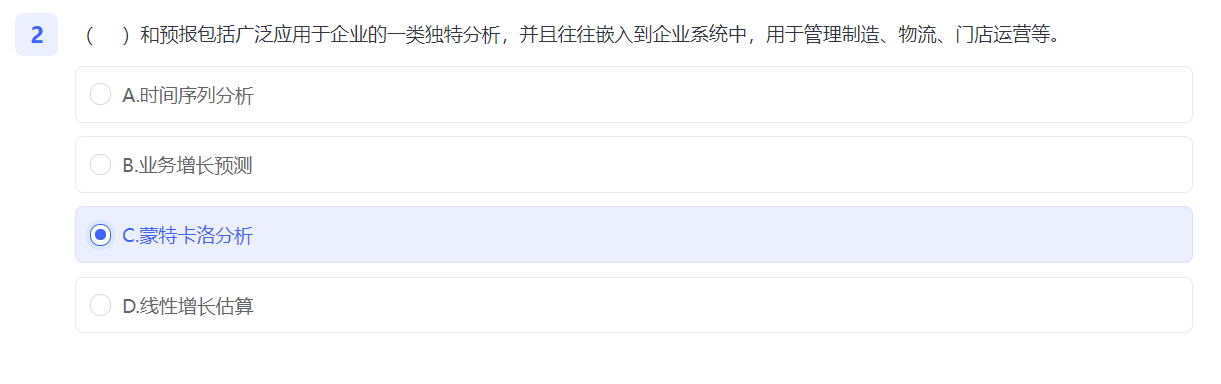 2 （　　）和预报包括广泛应用于企业的一类独特分析，并且往往嵌入到企业系统中，用于管理制造、物流、门店运营等。
A.时间序列分析
B.业务增长预测
C.蒙特卡洛分析
D.线性增长估算